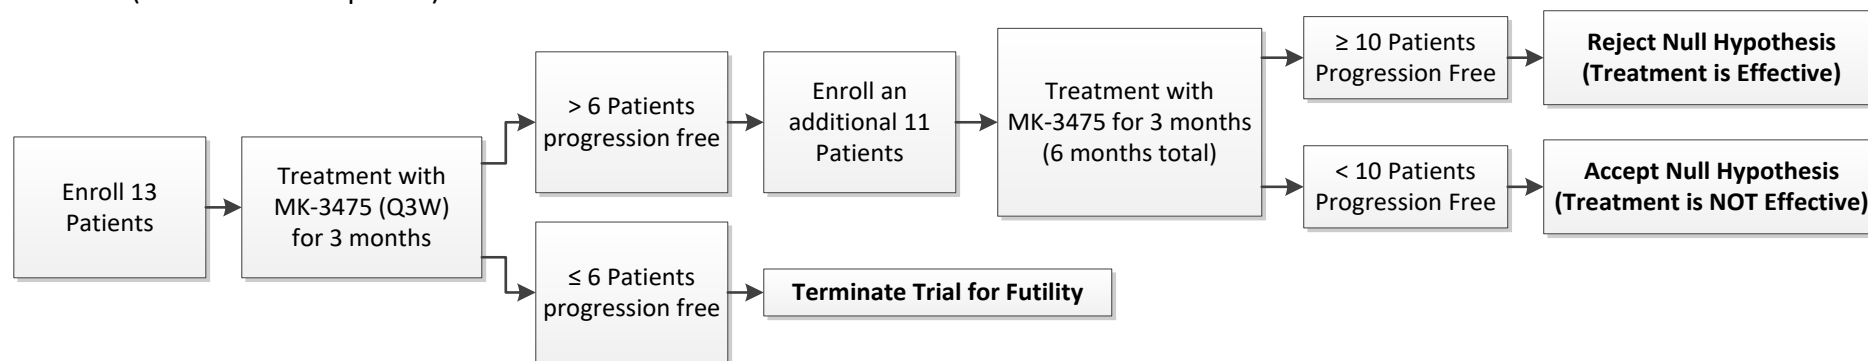 Enroll 13
Patients
Treatment with
MK-3475 (Q3W)
for 3 months
> 6 Patients
progression free
≤ 6 Patients
progression free
Enroll an
additional 11
Patients
Terminate Trial for Futility
Treatment with
MK-3475 for 3 months
(6 months total)
≥ 10 Patients
Progression Free
< 10 Patients
Progression Free
Reject Null Hypothesis
(Treatment is Effective)
Accept Null Hypothesis
(Treatment is NOT Effective)